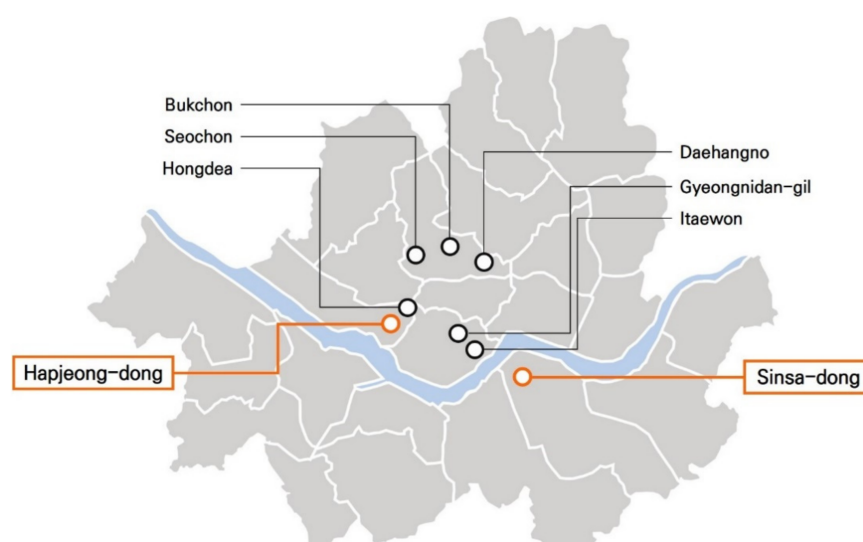 Bukchon
Seochon
Hongdea
Daehangno
Gyeongnidan-gil
Itaewon
Hapjeong-dong
Sinsa-dong